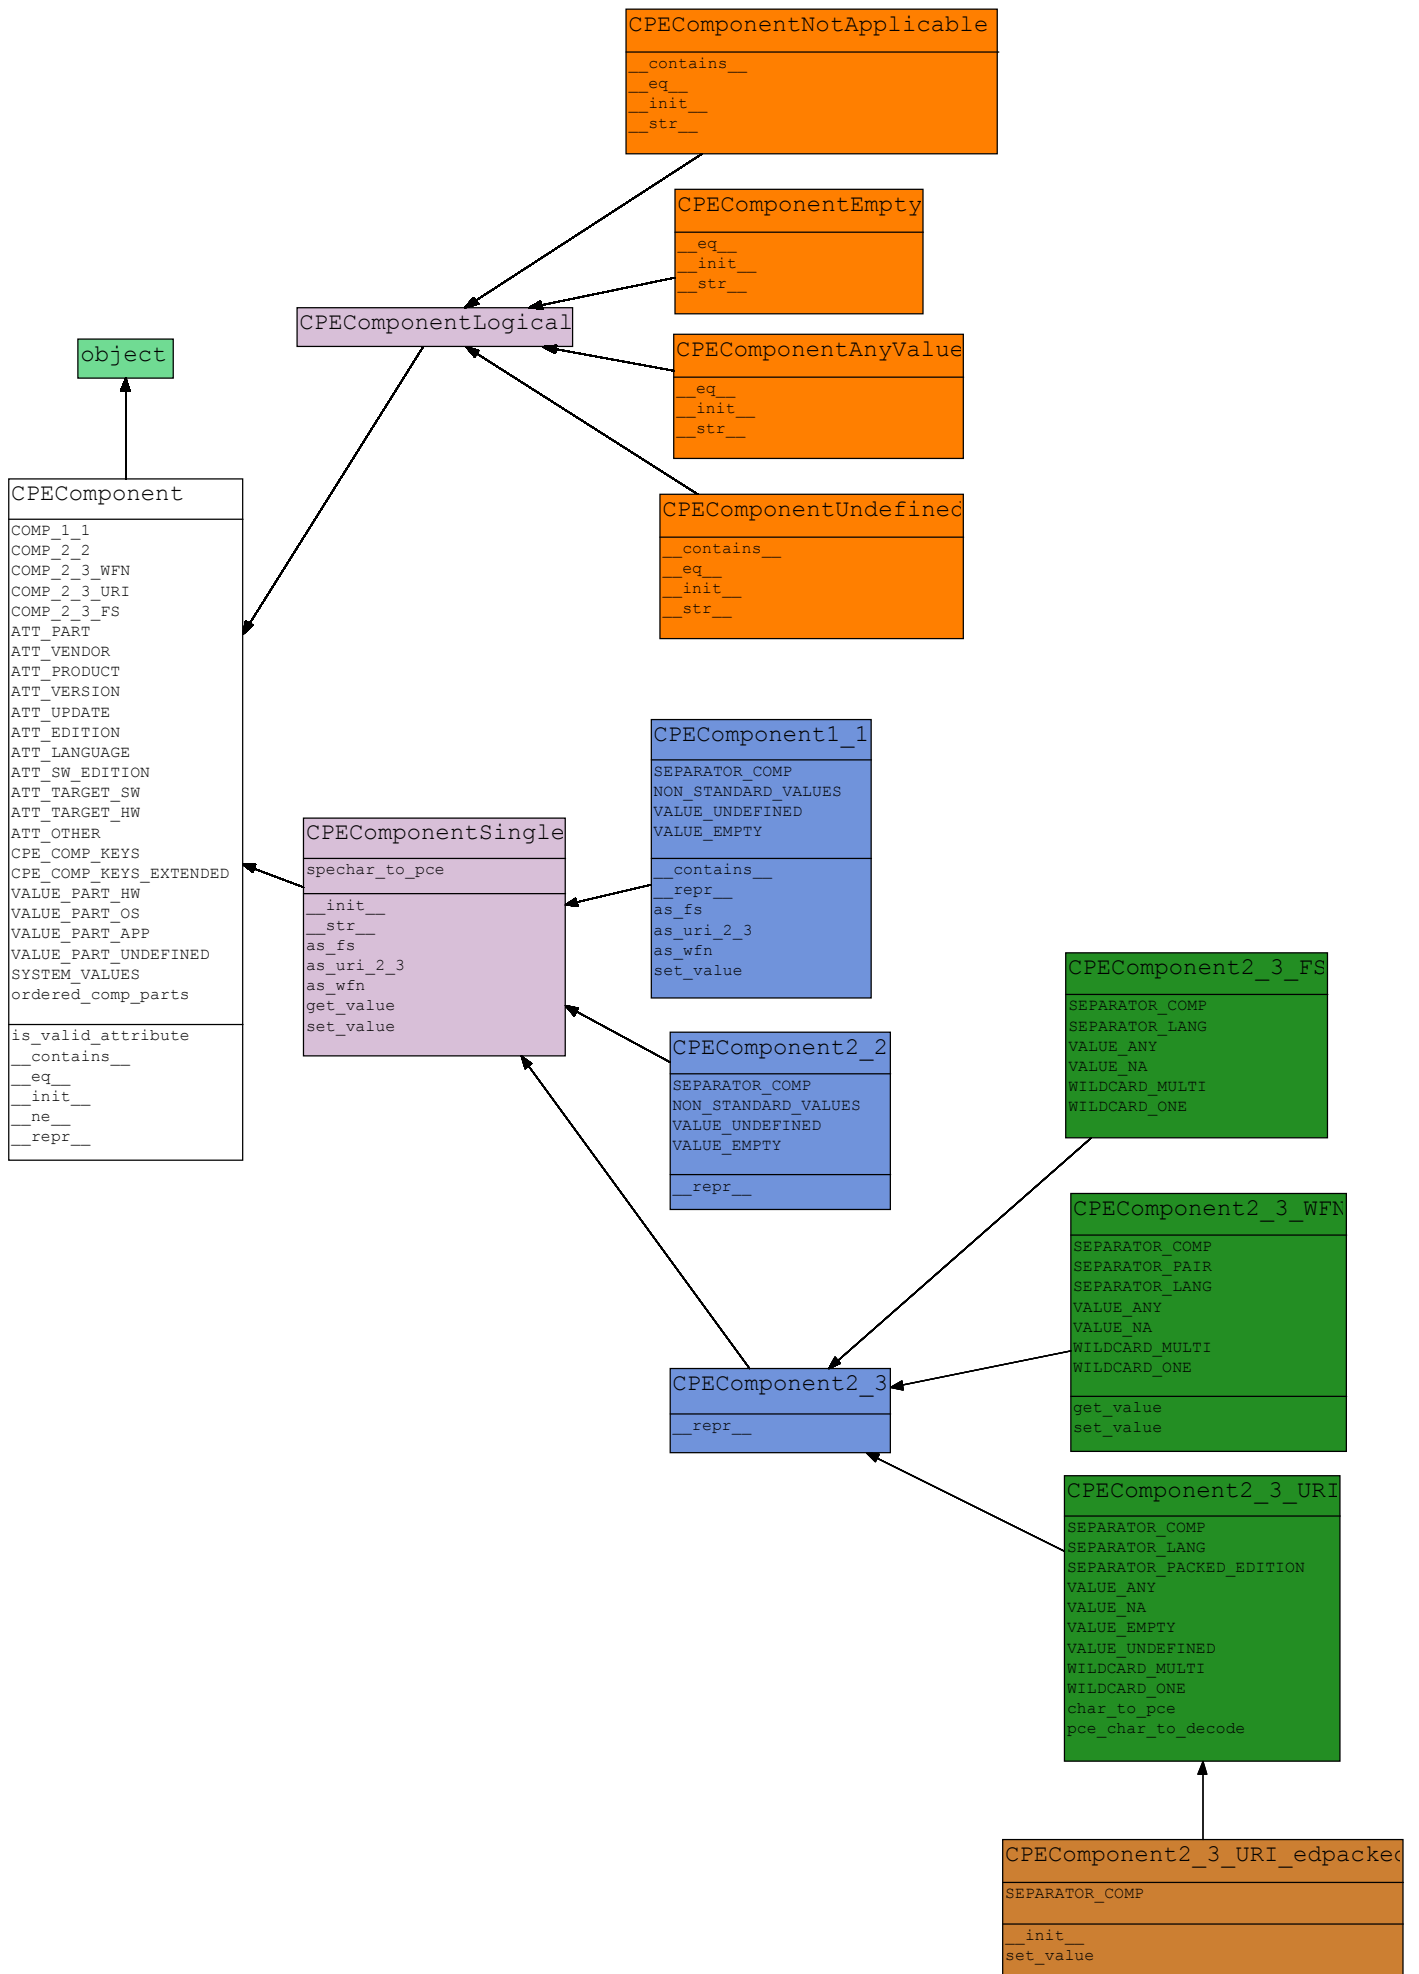 CPEComponentNotApplicable
__contains__
__eq__
__init__
__str__
CPEComponentEmpty
__eq__
__init__
__str__
CPEComponentLogical
CPEComponentAnyValue
__eq__
__init__
__str__
object
CPEComponentUndefined
__contains__
__eq__
__init__
__str__
CPEComponent
COMP_1_1
COMP_2_2
COMP_2_3_WFN
COMP_2_3_URI
COMP_2_3_FS
ATT_PART
ATT_VENDOR
ATT_PRODUCT
ATT_VERSION
ATT_UPDATE
ATT_EDITION
ATT_LANGUAGE
ATT_SW_EDITION
ATT_TARGET_SW
ATT_TARGET_HW
ATT_OTHER
CPE_COMP_KEYS
CPE_COMP_KEYS_EXTENDED
VALUE_PART_HW
VALUE_PART_OS
VALUE_PART_APP
VALUE_PART_UNDEFINED
SYSTEM_VALUES
ordered_comp_parts
is_valid_attribute
__contains__
__eq__
__init__
__ne__
__repr__
CPEComponentSingle
spechar_to_pce
__init__
__str__
as_fs
as_uri_2_3
as_wfn
get_value
set_value
CPEComponent1_1
SEPARATOR_COMP
NON_STANDARD_VALUES
VALUE_UNDEFINED
VALUE_EMPTY
__contains__
__repr__
as_fs
as_uri_2_3
as_wfn
set_value
CPEComponent2_2
SEPARATOR_COMP
NON_STANDARD_VALUES
VALUE_UNDEFINED
VALUE_EMPTY
__repr__
CPEComponent2_3
__repr__
CPEComponent2_3_FS
SEPARATOR_COMP
SEPARATOR_LANG
VALUE_ANY
VALUE_NA
WILDCARD_MULTI
WILDCARD_ONE
CPEComponent2_3_WFN
SEPARATOR_COMP
SEPARATOR_PAIR
SEPARATOR_LANG
VALUE_ANY
VALUE_NA
WILDCARD_MULTI
WILDCARD_ONE
get_value
set_value
CPEComponent2_3_URI
SEPARATOR_COMP
SEPARATOR_LANG
SEPARATOR_PACKED_EDITION
VALUE_ANY
VALUE_NA
VALUE_EMPTY
VALUE_UNDEFINED
WILDCARD_MULTI
WILDCARD_ONE
char_to_pce
pce_char_to_decode
CPEComponent2_3_URI_edpacked
SEPARATOR_COMP
__init__
set_value